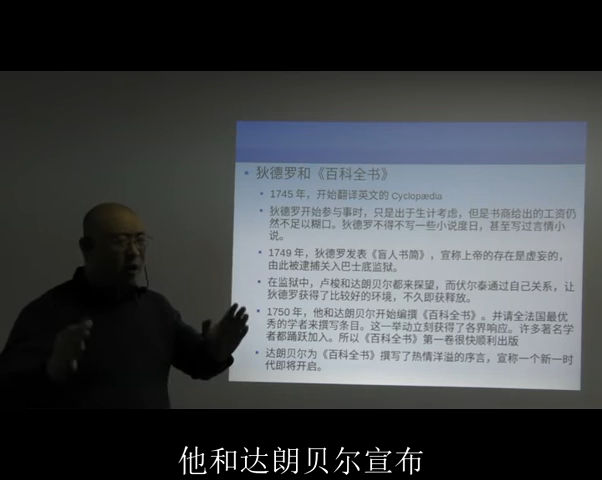 狄德罗和《百科全书》
1745 年，开始翻译英文的 Cyclopædia
狄德罗开始参与事时，只是出于生计考虑，但是书商给出的工资仍
然不足以糊口。狄德罗不得不写一些小说度日，甚至写过言情小
说。
1749 年，狄德罗发表《盲人书简》，宣称上帝的存在是虚妄的，
由此被逮捕关入巴士底监狱。
在监狱中，卢梭和达朗贝尔都来探望，而伏尔泰通过自己关系，让
狄德罗获得了比较好的环境，不久即获释放。
1750 年，他和达朗贝尔开始编撰《百科全书》。并请全法国最优
秀的学者来撰写条目。这一举动立刻获得了各界响应。许多著名学
者都踊跃加入。所以《百科全书》第一卷很快顺利出版
达朗贝尔为《百科全书》撰写了热情洋溢的序言，宣称一个新一时
代即将开启。
他和达朗贝尔宣布